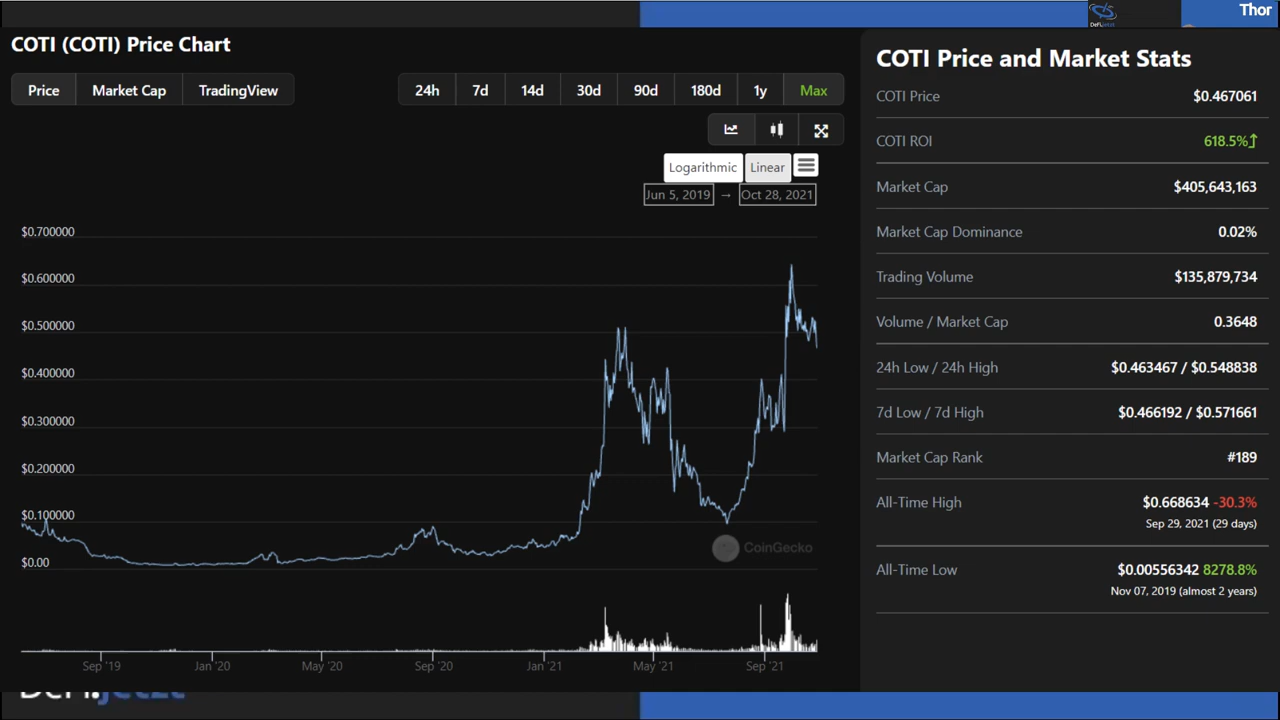 Thor
DeFi.jetzt
COTI (COTI) Price Chart
Price Market Cap TradingView
24h 7d 14d 30d 90d 180d 1y Max
Logarithmic Linear
Jun 5, 2019 → Oct 28, 2021
$0.700000
$0.600000
$0.500000
$0.400000
$0.300000
$0.200000
$0.100000
$0.00
CoinGecko
Sep '19 Jan '20 May '20 Sep '20 Jan '21 May '21 Sep '21
COTI Price and Market Stats
COTI Price $0.467061
COTI ROI 618.5%
Market Cap $405,643,163
Market Cap Dominance 0.02%
Trading Volume $135,879,734
Volume / Market Cap 0.3648
24h Low / 24h High $0.463467 / $0.548838
7d Low / 7d High $0.466192 / $0.571661
Market Cap Rank #189
All-Time High $0.668634 -30.3%
Sep 29, 2021 (29 days)
All-Time Low $0.00556342 8278.8%
Nov 07, 2019 (almost 2 years)
DeFi.jetzt